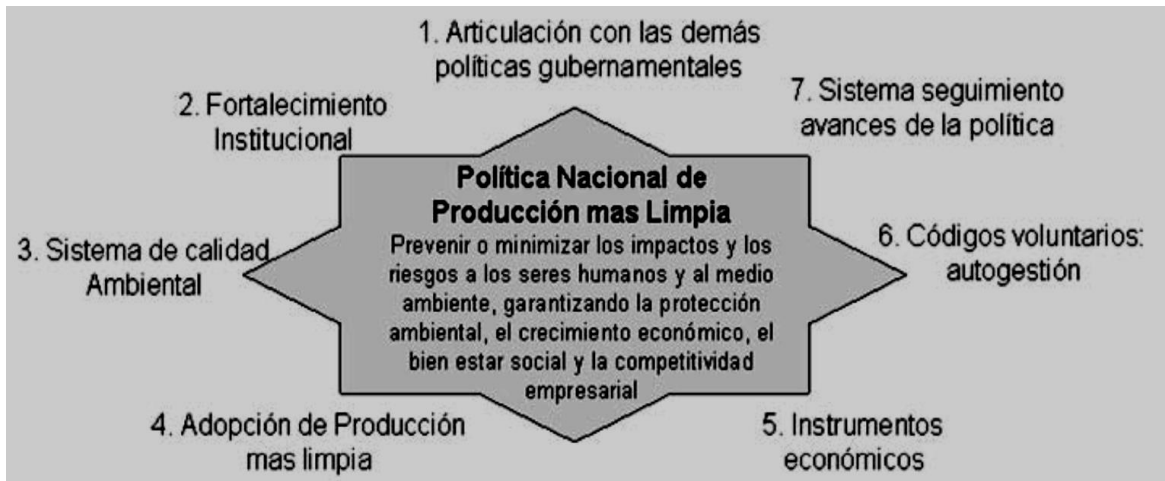 1. Articulación con las demás
políticas gubernamentales
2. Fortalecimiento
Institucional
7. Sistema seguimiento
avances de la política
Política Nacional de
Producción mas Limpia
Prevenir o minimizar los impactos y los
riesgos a los seres humanos y al medio
ambiente, garantizando la protección
ambiental, el crecimiento económico, el
bien estar social y la competitividad
empresarial
3. Sistema de calidad
Ambiental
6. Códigos voluntarios:
autogestión
4. Adopción de Producción
mas limpia
5. Instrumentos
económicos